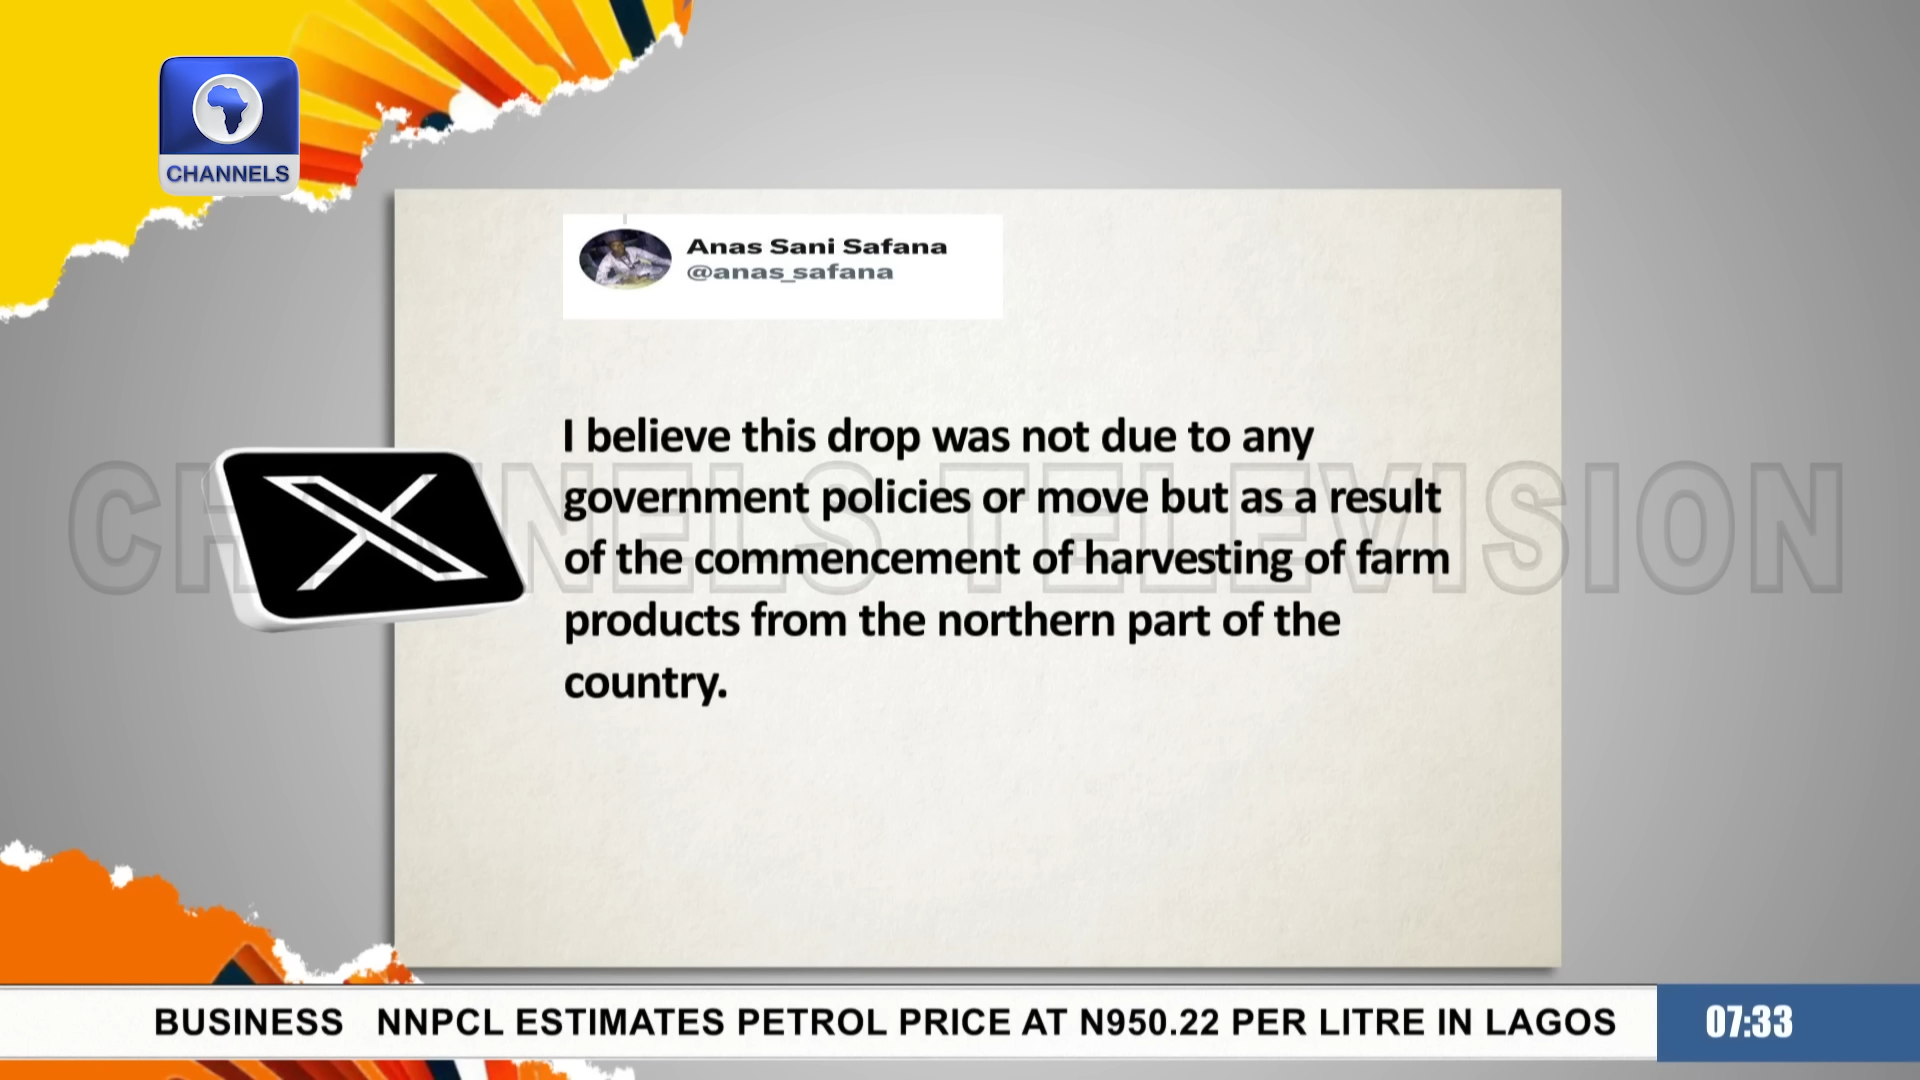 CHANNELS
Anas Sani Safana
@anas_safana
I believe this drop was not due to any
government policies or move but as a result
of the commencement of harvesting of farm
products from the northern part of the
country.
CHANNELS TELEVISION
BUSINESS NNPCL ESTIMATES PETROL PRICE AT N950.22 PER LITRE IN LAGOS
07:33